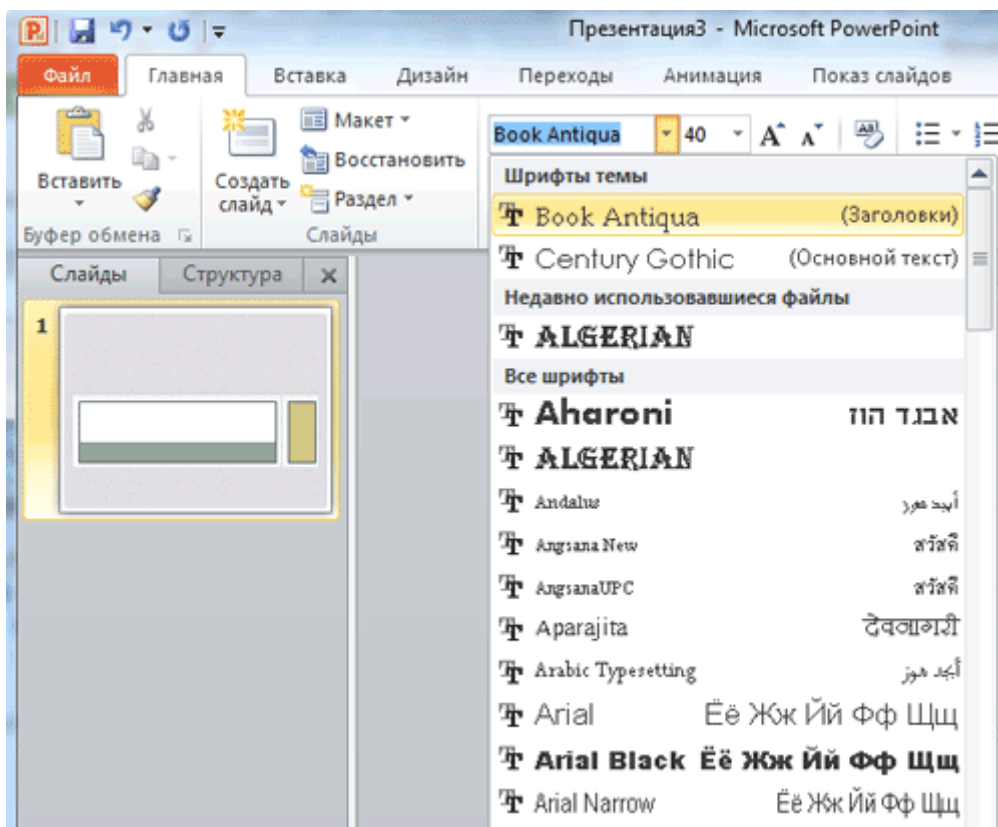 Презентация3 - Microsoft PowerPoint
Файл Главная Вставка Дизайн Переходы Анимация Показ слайдов
Вставить
Буфер обмена
Создать слайд
Макет
Восстановить
Раздел
Слайды
Book Antiqua 40
Слайды Структура
1
Шрифты темы
Book Antiqua (Заголовки)
Century Gothic (Основной текст)
Недавно использовавшиеся файлы
ALGERIAN
Все шрифты
Aharoni אבגד הוז
ALGERIAN
Andalus أبجد هوز
Angsana New สวัสดี
AngsanaUPC สวัสดี
Aparajita देवनागरी
Arabic Typesetting أبجد هوز
Arial Ёё Жж Йй Фф Щщ
Arial Black Ёё Жж Йй Фф Щщ
Arial Narrow Ёё Жж Йй Фф Щщ